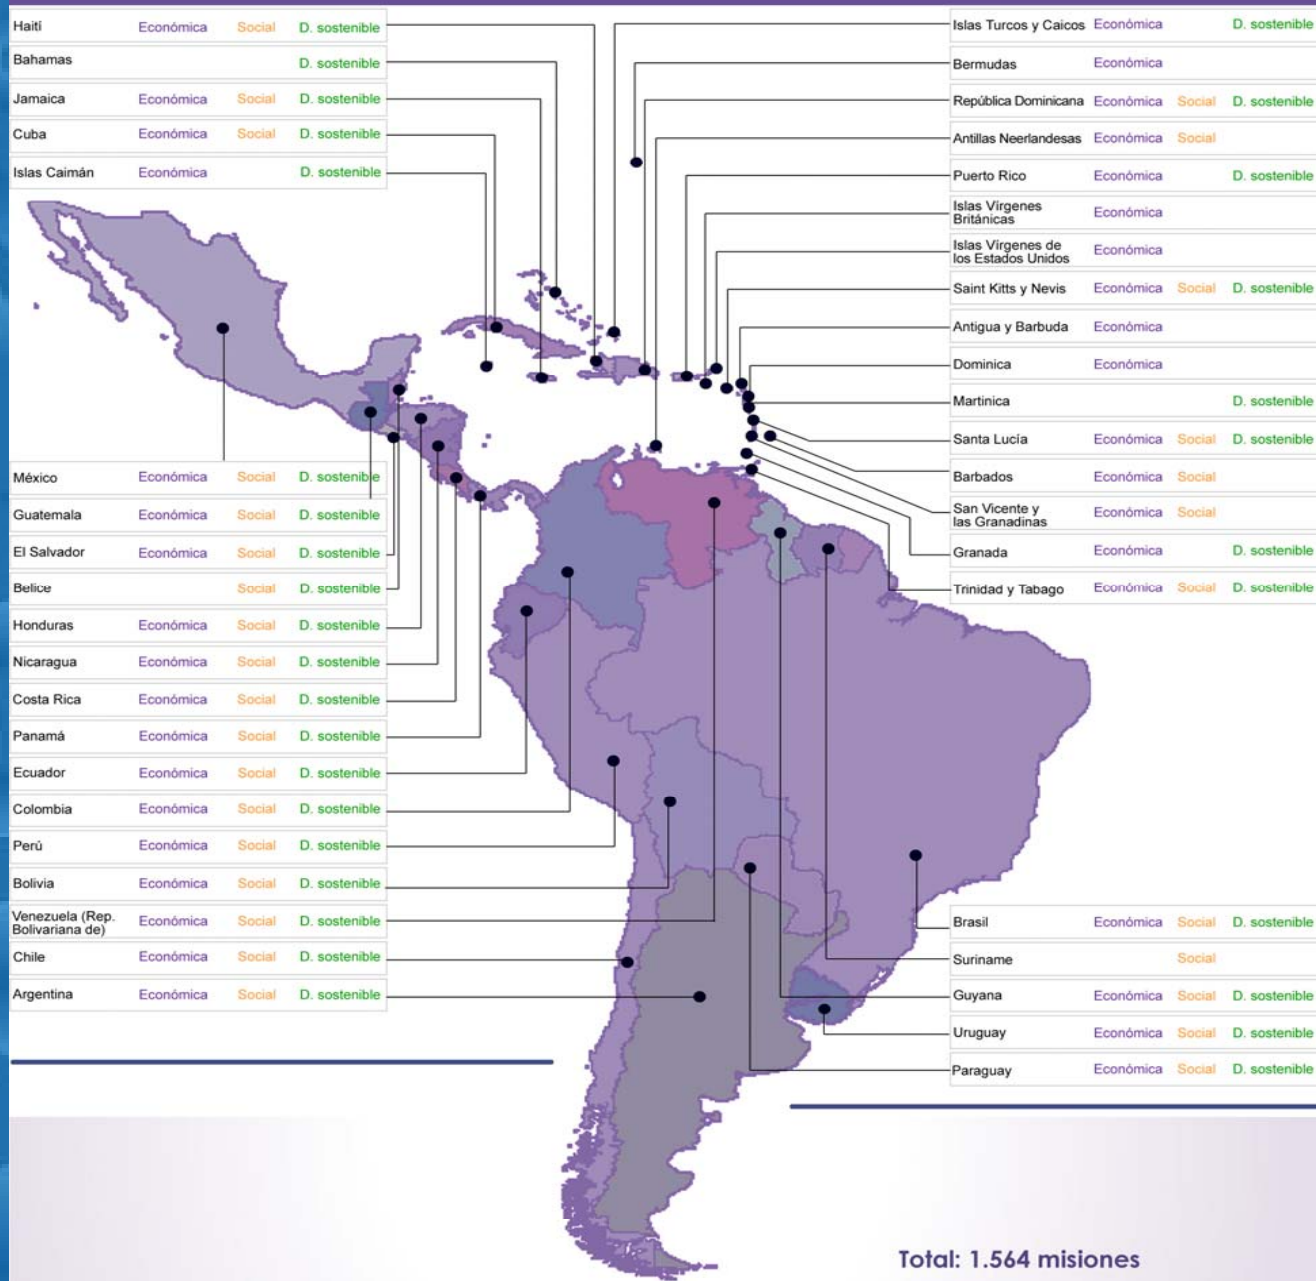 Haití Económica Social D. sostenible
Bahamas D. sostenible
Jamaica Económica Social D. sostenible
Cuba Económica Social D. sostenible
Islas Caimán Económica D. sostenible
México Económica Social D. sostenible
Guatemala Económica Social D. sostenible
El Salvador Económica Social D. sostenible
Belice Social D. sostenible
Honduras Económica Social D. sostenible
Nicaragua Económica Social D. sostenible
Costa Rica Económica Social D. sostenible
Panamá Económica Social D. sostenible
Ecuador Económica Social D. sostenible
Colombia Económica Social D. sostenible
Perú Económica Social D. sostenible
Bolivia Económica Social D. sostenible
Venezuela (Rep.
Bolivariana de) Económica Social D. sostenible
Chile Económica Social D. sostenible
Argentina Económica Social D. sostenible
Islas Turcos y Caicos Económica D. sostenible
Bermudas Económica
República Dominicana Económica Social D. sostenible
Antillas Neerlandesas Económica Social
Puerto Rico Económica D. sostenible
Islas Vírgenes
Británicas Económica
Islas Vírgenes de
los Estados Unidos Económica
Saint Kitts y Nevis Económica Social D. sostenible
Antigua y Barbuda Económica
Dominica Económica
Martinica D. sostenible
Santa Lucía Económica Social D. sostenible
Barbados Económica Social
San Vicente y
las Granadinas Económica Social
Granada Económica D. sostenible
Trinidad y Tabago Económica Social D. sostenible
Brasil Económica Social D. sostenible
Suriname Social
Guyana Económica Social D. sostenible
Uruguay Económica Social D. sostenible
Paraguay Económica Social D. sostenible
Total: 1.564 misiones